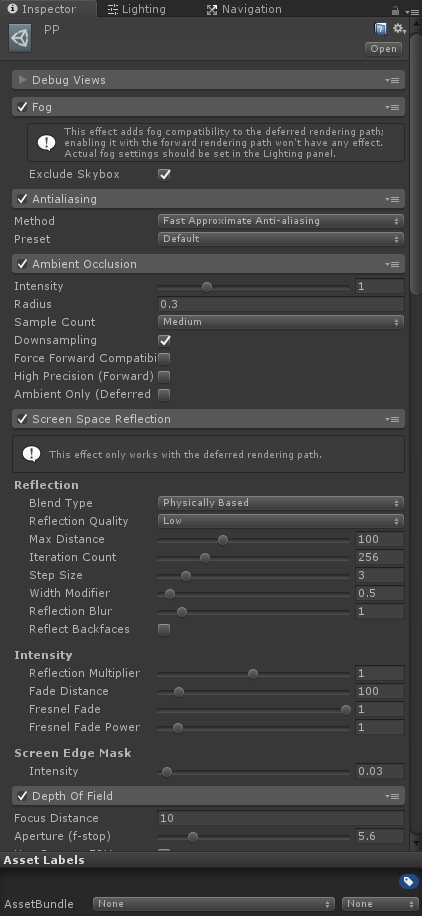 Inspector Lighting Navigation
PP
Open
Debug Views
Fog
This effect adds fog compatibility to the deferred rendering path;
enabling it with the forward rendering path won't have any effect.
Actual fog settings should be set in the Lighting panel.
Exclude Skybox
Antialiasing
Method Fast Approximate Anti-aliasing
Preset Default
Ambient Occlusion
Intensity 1
Radius 0.3
Sample Count Medium
Downsampling
Force Forward Compatibi
High Precision (Forward)
Ambient Only (Deferred
Screen Space Reflection
This effect only works with the deferred rendering path.
Reflection
Blend Type Physically Based
Reflection Quality Low
Max Distance 100
Iteration Count 256
Step Size 3
Width Modifier 0.5
Reflection Blur 1
Reflect Backfaces
Intensity
Reflection Multiplier 1
Fade Distance 100
Fresnel Fade 1
Fresnel Fade Power 1
Screen Edge Mask
Intensity 0.03
Depth Of Field
Focus Distance 10
Aperture (f-stop) 5.6
Asset Labels
AssetBundle None None